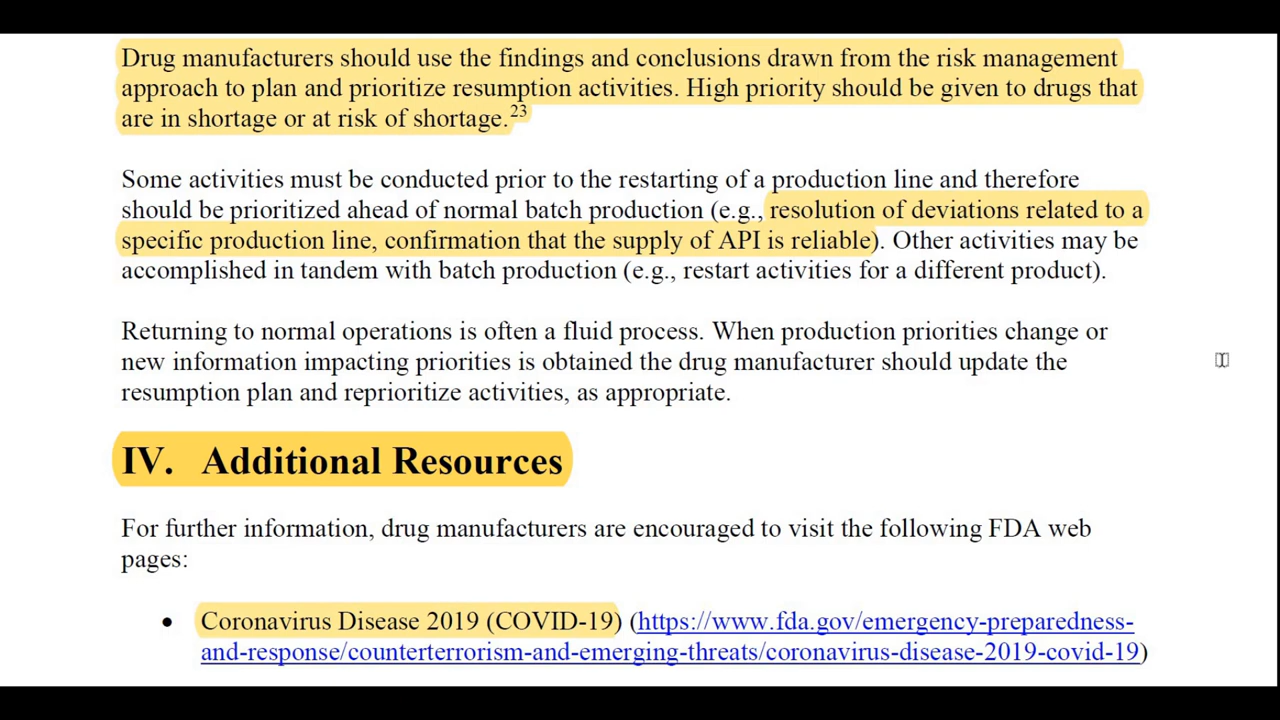 Drug manufacturers should use the findings and conclusions drawn from the risk management
approach to plan and prioritize resumption activities. High priority should be given to drugs that
are in shortage or at risk of shortage.23
Some activities must be conducted prior to the restarting of a production line and therefore
should be prioritized ahead of normal batch production (e.g., resolution of deviations related to a
specific production line, confirmation that the supply of API is reliable). Other activities may be
accomplished in tandem with batch production (e.g., restart activities for a different product).
Returning to normal operations is often a fluid process. When production priorities change or
new information impacting priorities is obtained the drug manufacturer should update the
resumption plan and reprioritize activities, as appropriate.
IV. Additional Resources
For further information, drug manufacturers are encouraged to visit the following FDA web
pages:
• Coronavirus Disease 2019 (COVID-19) (https://www.fda.gov/emergency-preparedness-
and-response/counterterrorism-and-emerging-threats/coronavirus-disease-2019-covid-19)